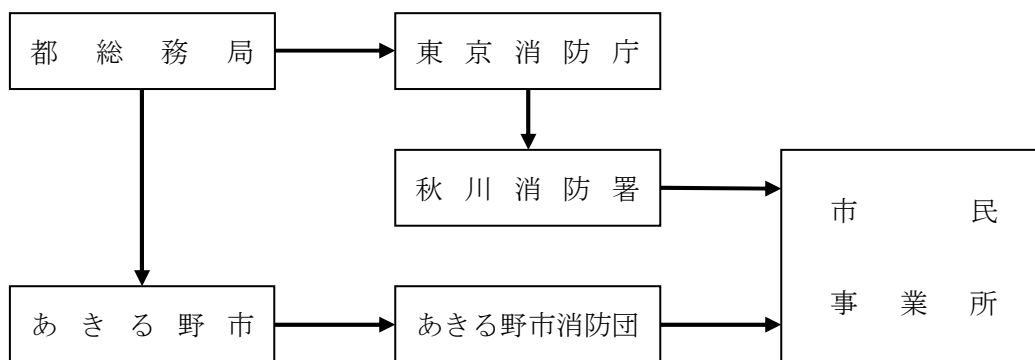 都総務局
東京消防庁
秋川消防署
市民
事業所
あきる野市
あきる野市消防団